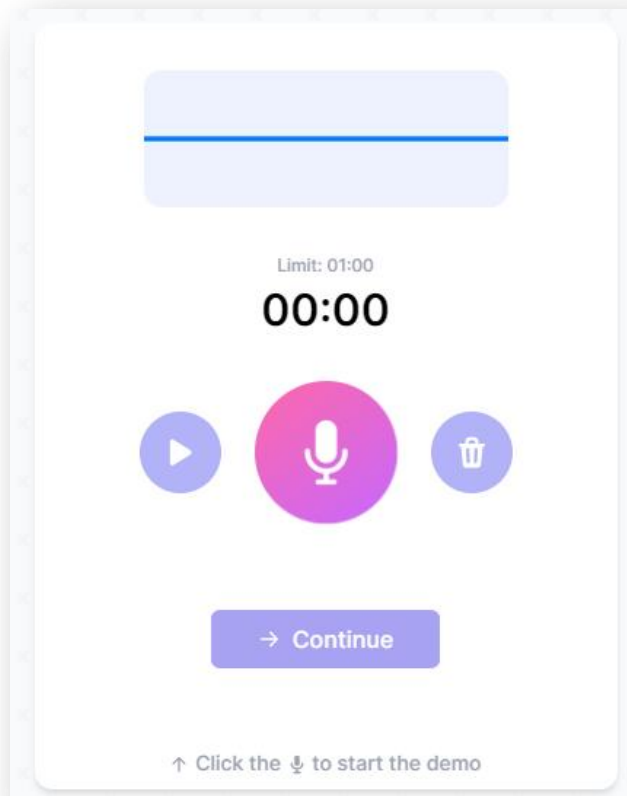 Limit: 01:00
00:00
→ Continue
↑ Click the to start the demo